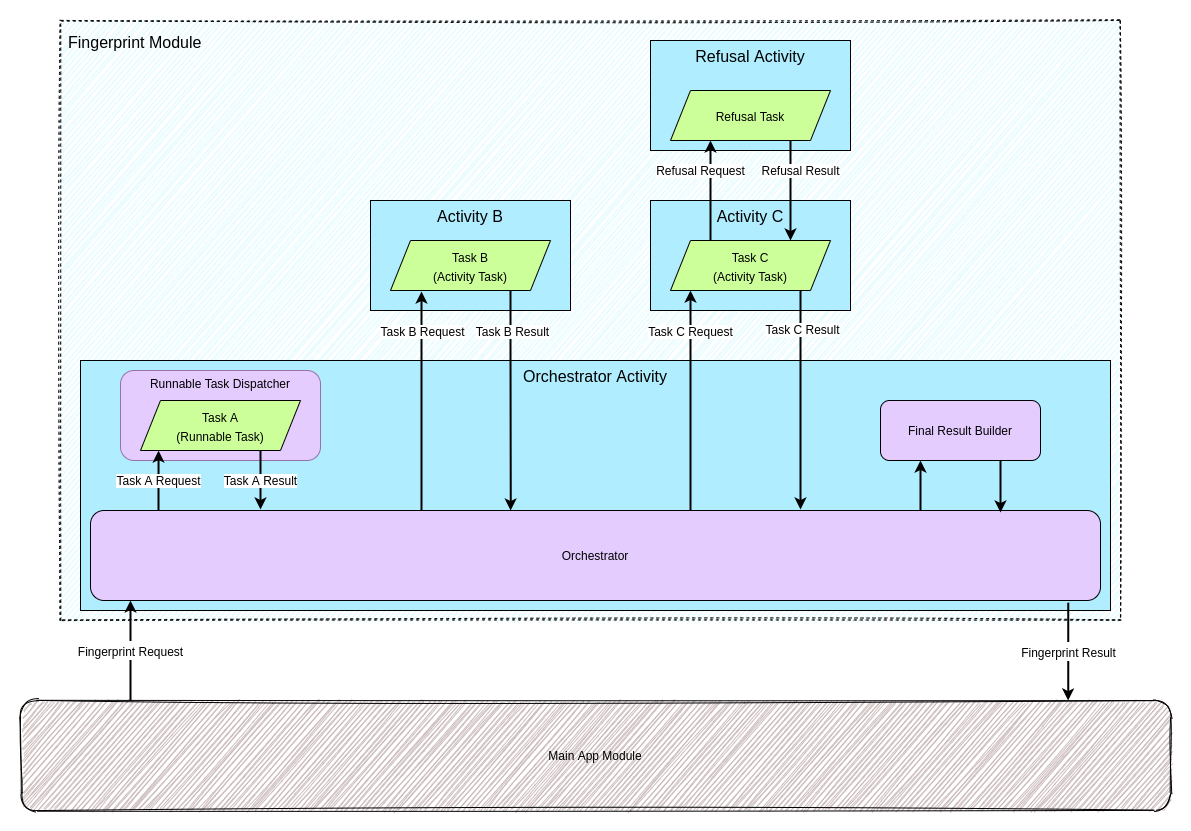 Fingerprint Module
Refusal Activity
Refusal Task
Refusal Request
Refusal Result
Activity B
Task B
(Activity Task)
Activity C
Task C
(Activity Task)
Task B Request
Task B Result
Task C Request
Task C Result
Orchestrator Activity
Runnable Task Dispatcher
Task A
(Runnable Task)
Final Result Builder
Task A Request
Task A Result
Orchestrator
Fingerprint Request
Fingerprint Result
Main App Module